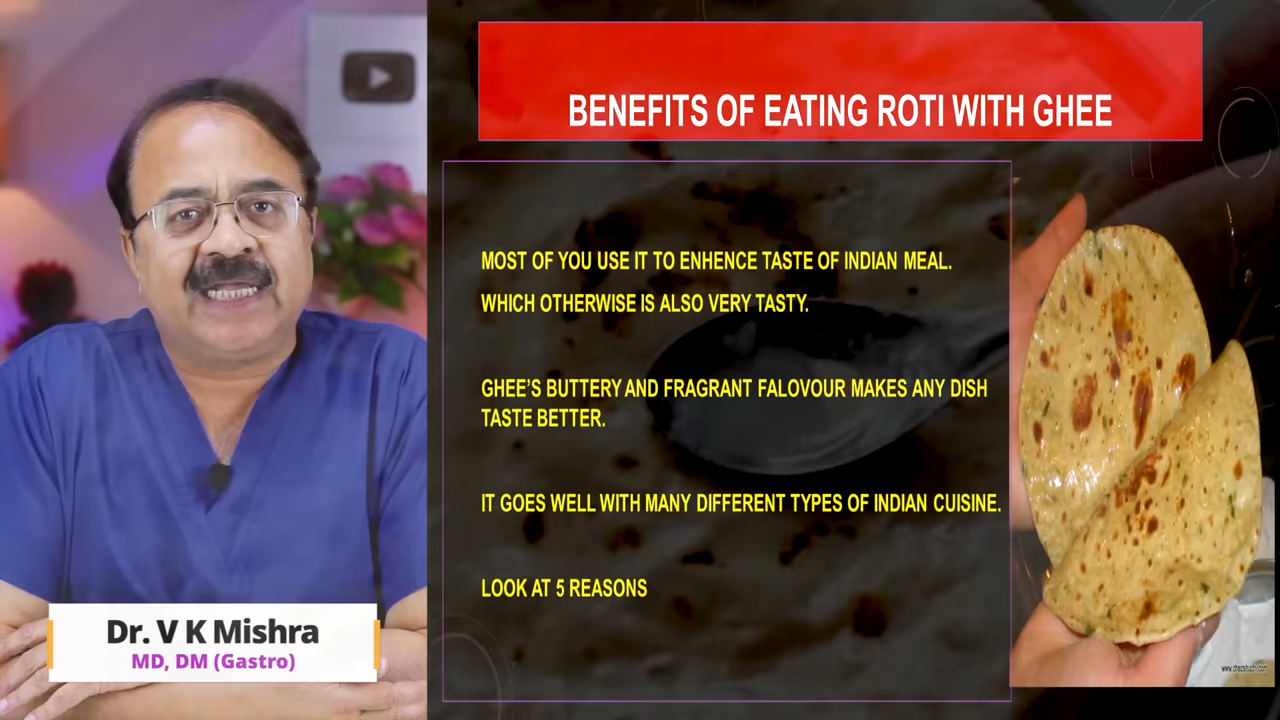 BENEFITS OF EATING ROTI WITH GHEE
MOST OF YOU USE IT TO ENHENCE TASTE OF INDIAN MEAL.
WHICH OTHERWISE IS ALSO VERY TASTY.
GHEE'S BUTTERY AND FRAGRANT FALOVOUR MAKES ANY DISH
TASTE BETTER.
IT GOES WELL WITH MANY DIFFERENT TYPES OF INDIAN CUISINE.
LOOK AT 5 REASONS
Dr. V K Mishra
MD, DM (Gastro)